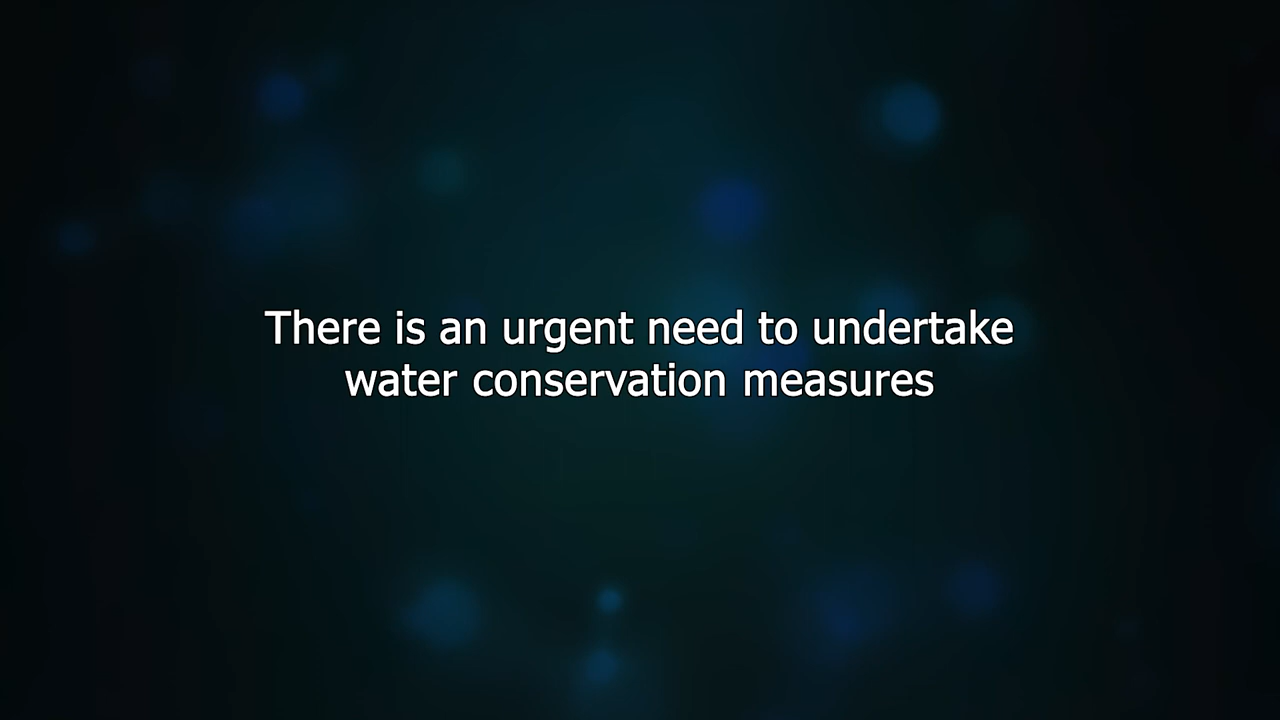 There is an urgent need to undertake
water conservation measures